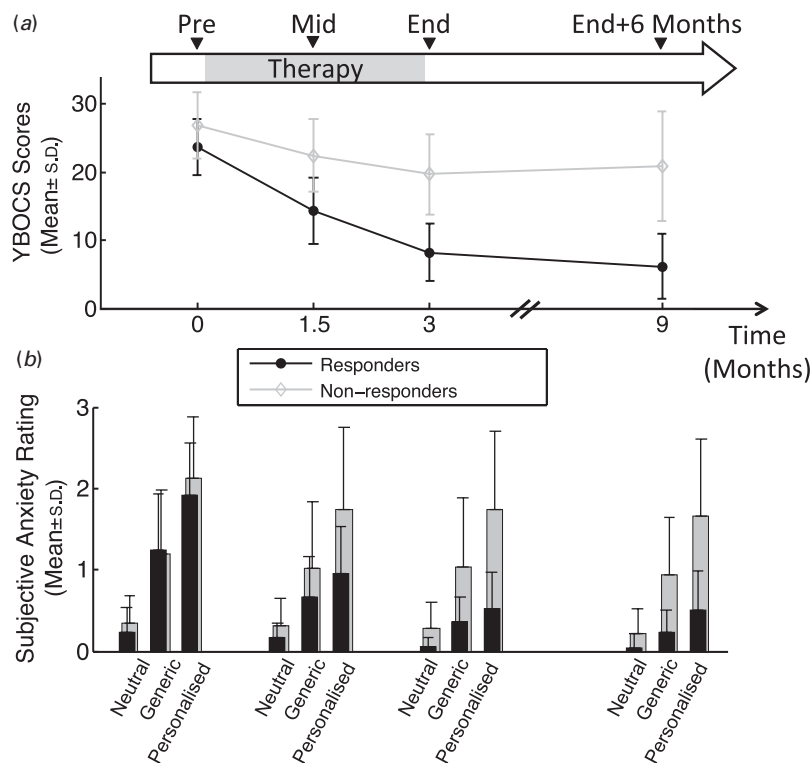 (a)
Pre Mid End End+6 Months
Therapy
YBOCS Scores
(Mean± S.D.)
30
20
10
0
0 1.5 3 9
Time
(Months)
Responders
Non−responders
(b)
Subjective Anxiety Rating
(Mean±S.D.)
3
2
1
0
Neutral Generic Personalised Neutral Generic Personalised Neutral Generic Personalised Neutral Generic Personalised